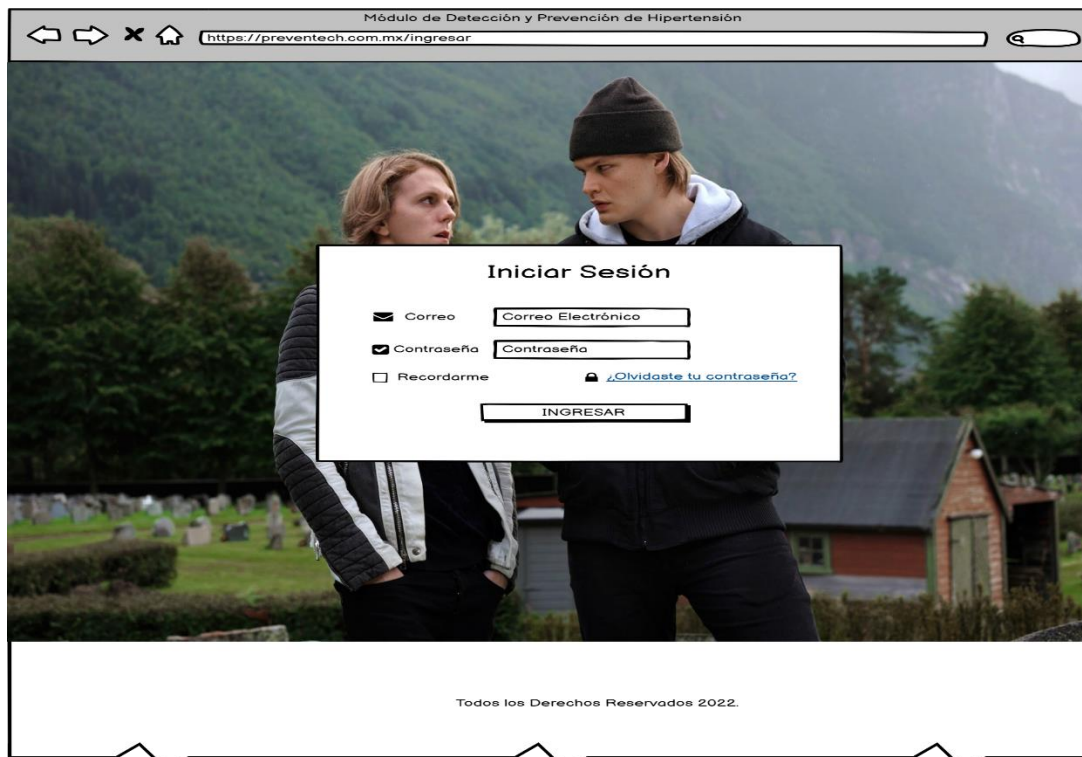 Módulo de Detección y Prevención de Hipertensión
https://preventech.com.mx/ingresar
Iniciar Sesión
Correo
Correo Electrónico
Contraseña
Contraseña
Recordarme
¿Olvidaste tu contraseña?
INGRESAR
Todos los Derechos Reservados 2022.